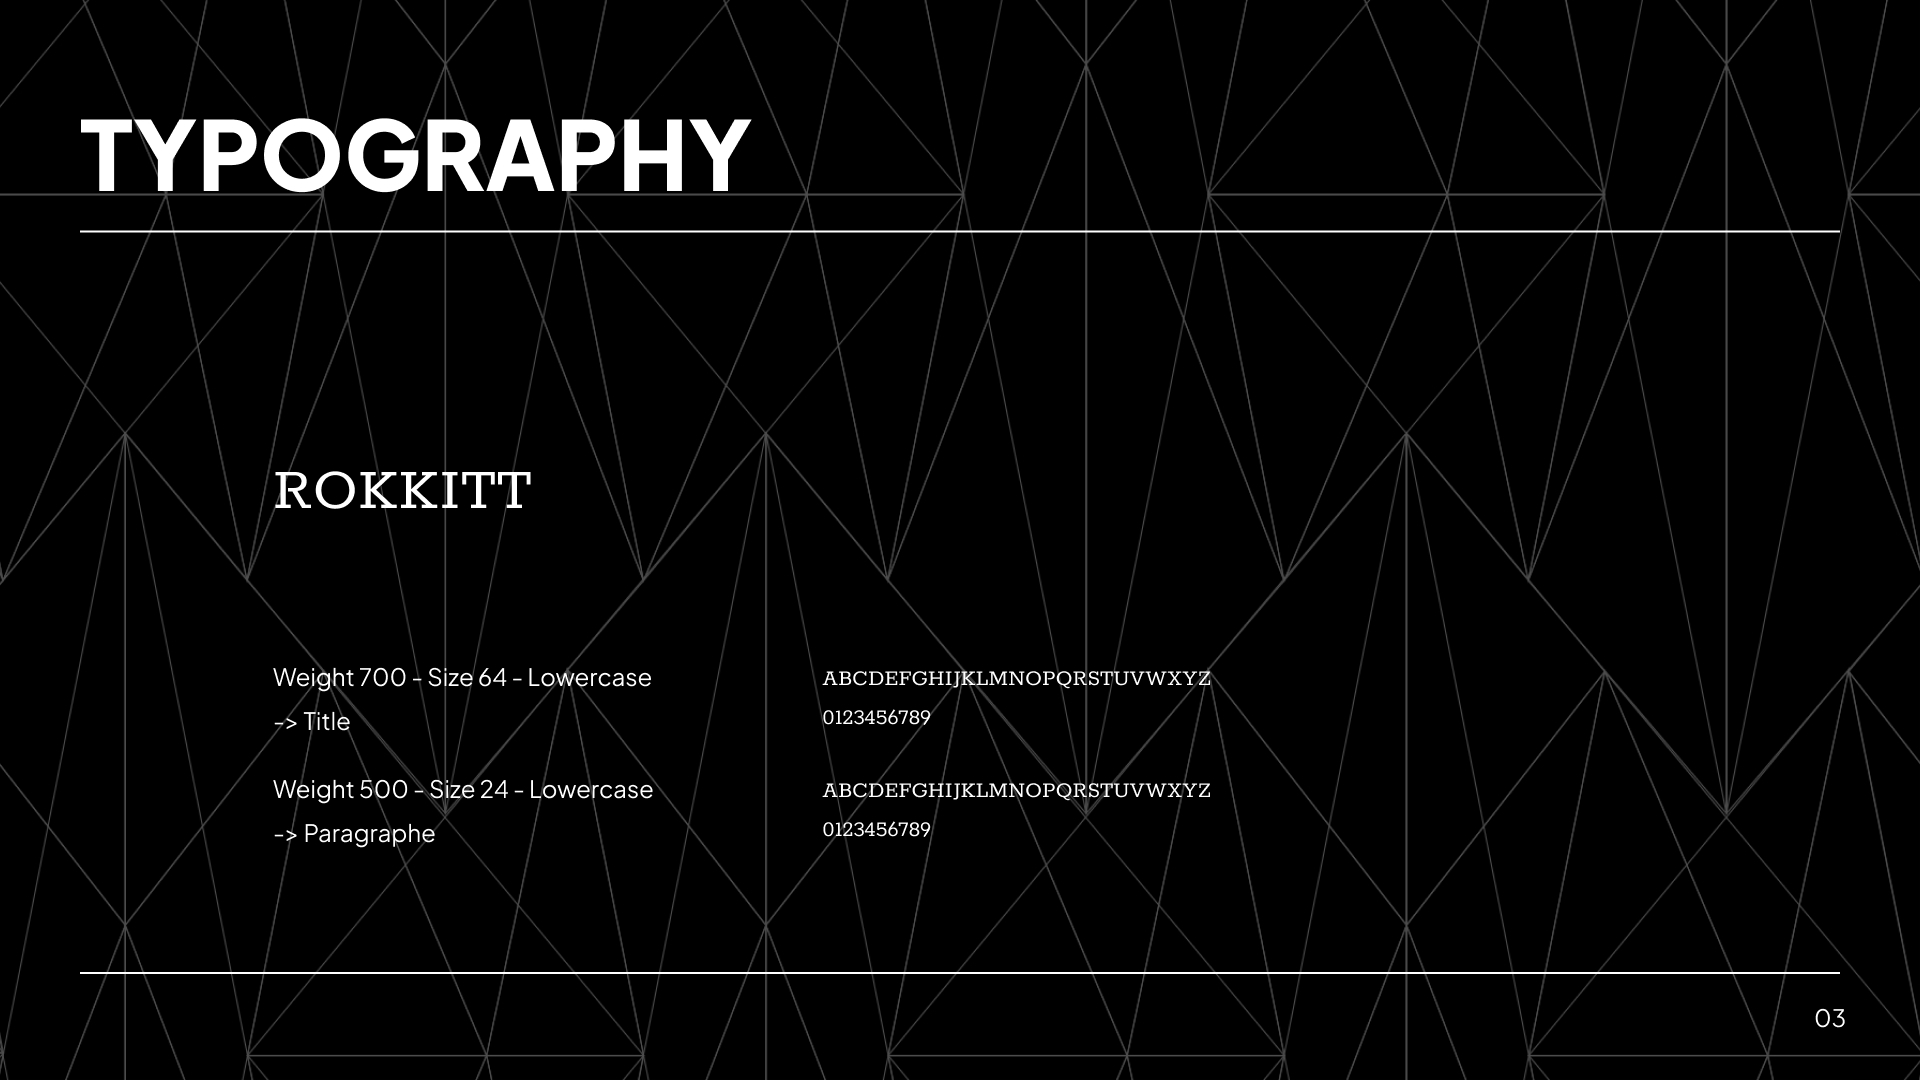 TYPOGRAPHY
ROKKITT
Weight 700 - Size 64 - Lowercase
-> Title
ABCDEFGHIJKLMNOPQRSTUVWXYZ
0123456789
Weight 500 - Size 24 - Lowercase
-> Paragraphe
ABCDEFGHIJKLMNOPQRSTUVWXYZ
0123456789
03